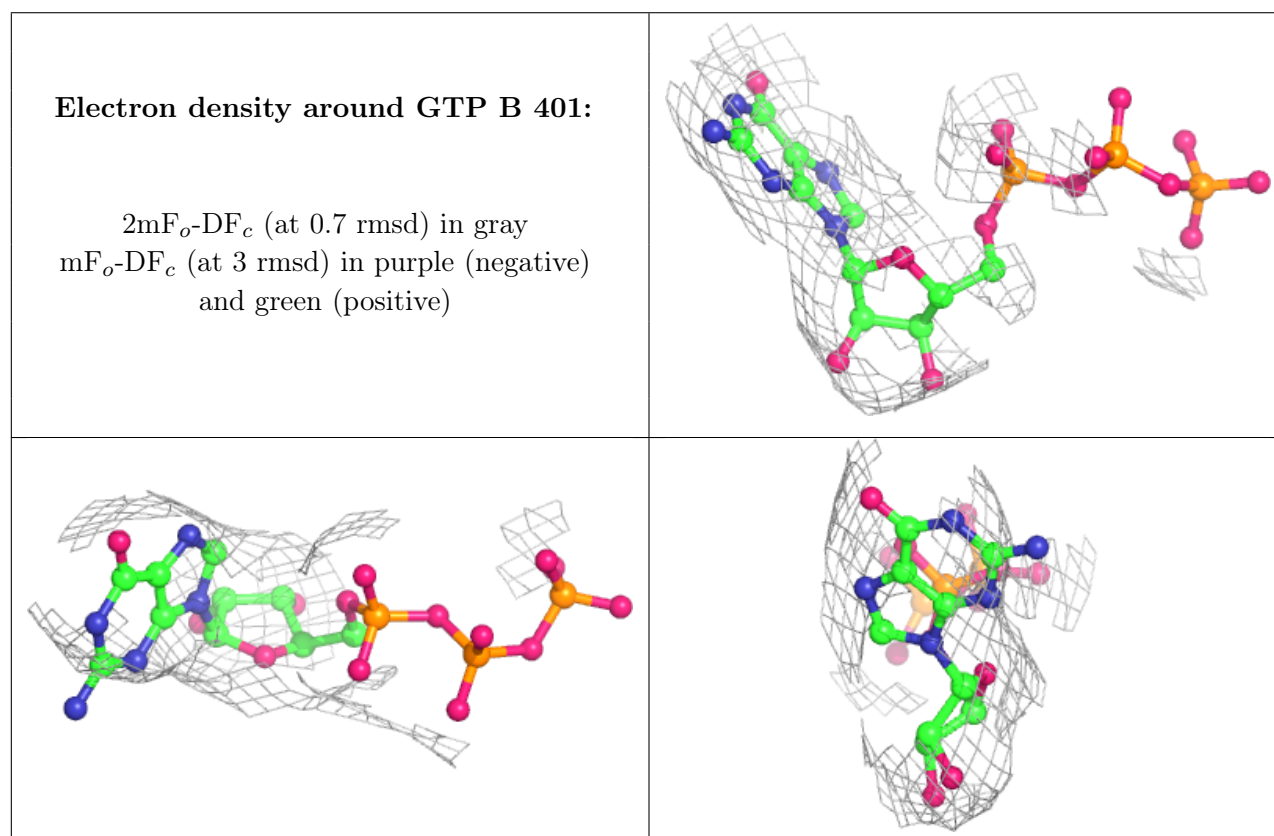 Electron density around GTP B 401:
2mFₒ-DF𝒸 (at 0.7 rmsd) in gray
mFₒ-DF𝒸 (at 3 rmsd) in purple (negative)
and green (positive)